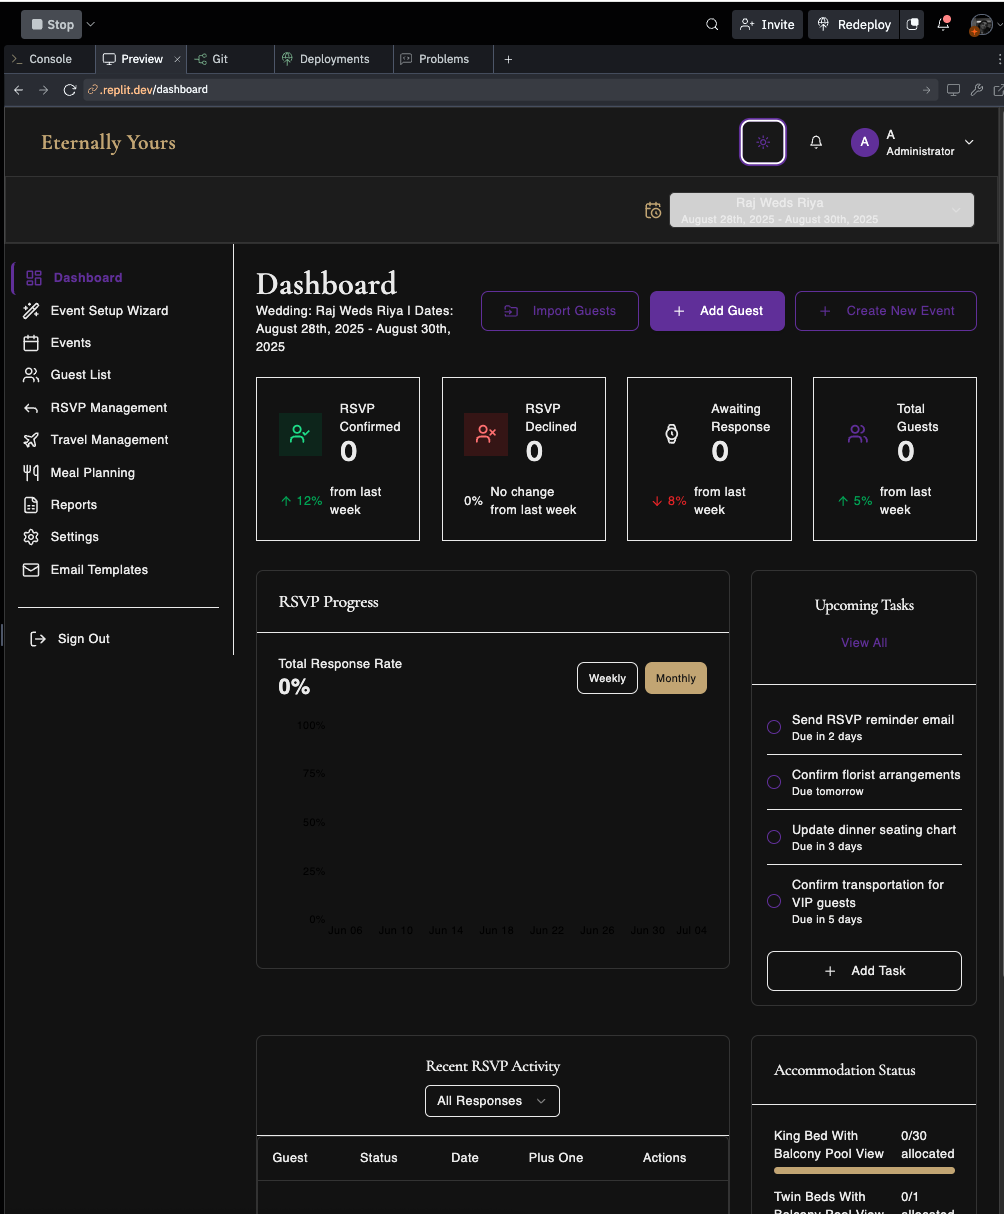 Stop
Invite
Redeploy
Console
Preview
Git
Deployments
Problems
.replit.dev/dashboard
Eternally Yours
A
A
Administrator
Raj Weds Riya
August 28th, 2025 - August 30th, 2025
Dashboard
Event Setup Wizard
Events
Guest List
RSVP Management
Travel Management
Meal Planning
Reports
Settings
Email Templates
Sign Out
Dashboard
Wedding: Raj Weds Riya I Dates:
August 28th, 2025 - August 30th,
2025
Import Guests
Add Guest
Create New Event
RSVP
Confirmed
0
12%
from last
week
RSVP
Declined
0
0%
No change
from last week
Awaiting
Response
0
8%
from last
week
Total
Guests
0
5%
from last
week
RSVP Progress
Total Response Rate
0%
Weekly
Monthly
100%
75%
50%
25%
0%
Jun 06 Jun 10 Jun 14 Jun 18 Jun 22 Jun 26 Jun 30 Jul 04
Upcoming Tasks
View All
Send RSVP reminder email
Due in 2 days
Confirm florist arrangements
Due tomorrow
Update dinner seating chart
Due in 3 days
Confirm transportation for
VIP guests
Due in 5 days
Add Task
Recent RSVP Activity
All Responses
Guest Status Date Plus One Actions
Accommodation Status
King Bed With
Balcony Pool View
0/30
allocated
Twin Beds With
Balcony Pool View
0/1
allocated